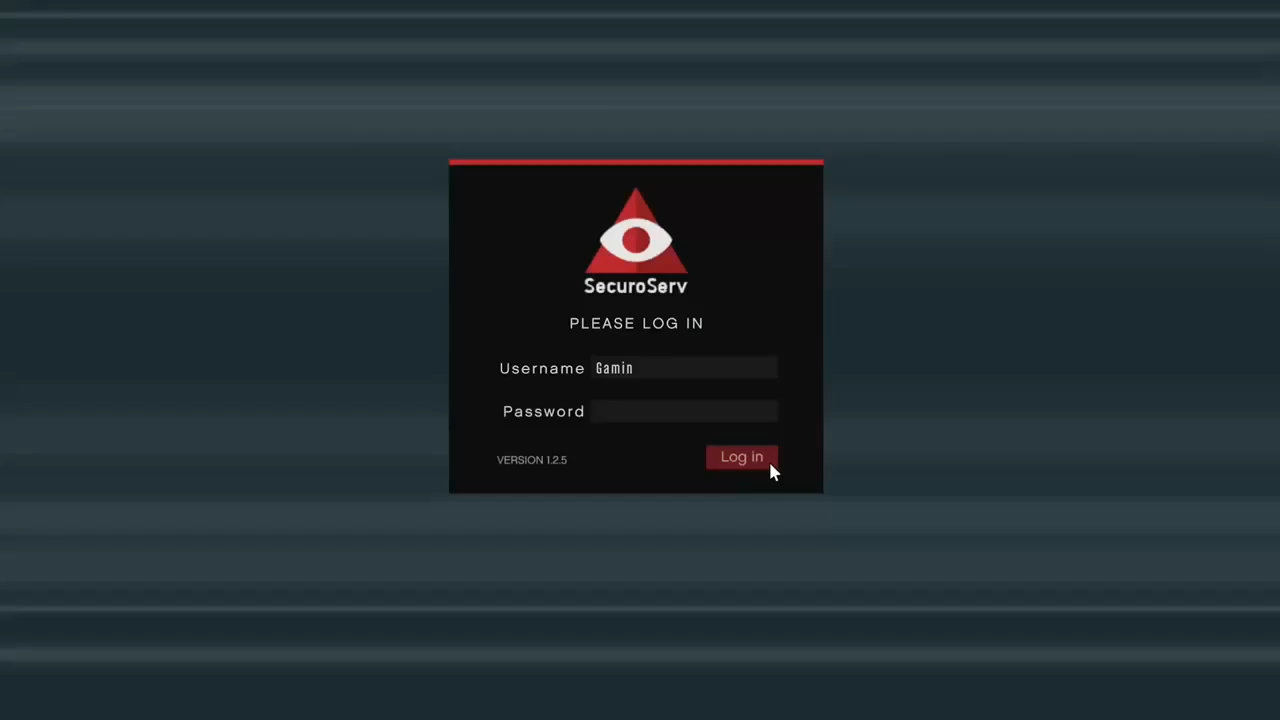 SecuroServ
PLEASE LOG IN
Username Gamin
Password
VERSION 1.2.5 Log in